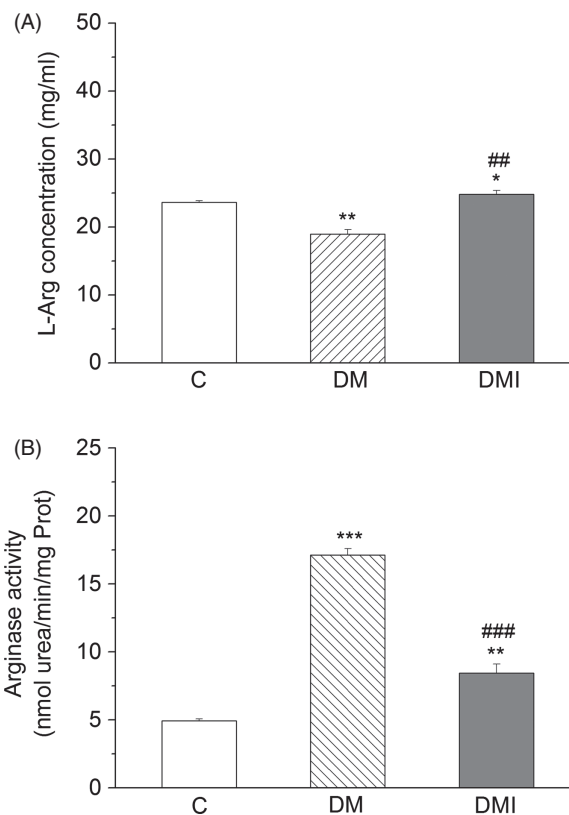 (A)
L-Arg concentration (mg/ml)
50
40
30
20
10
0
**
##
*
C DM DMI
(B)
Arginase activity
(nmol urea/min/mg Prot)
25
20
15
10
5
0
***
###
**
C DM DMI